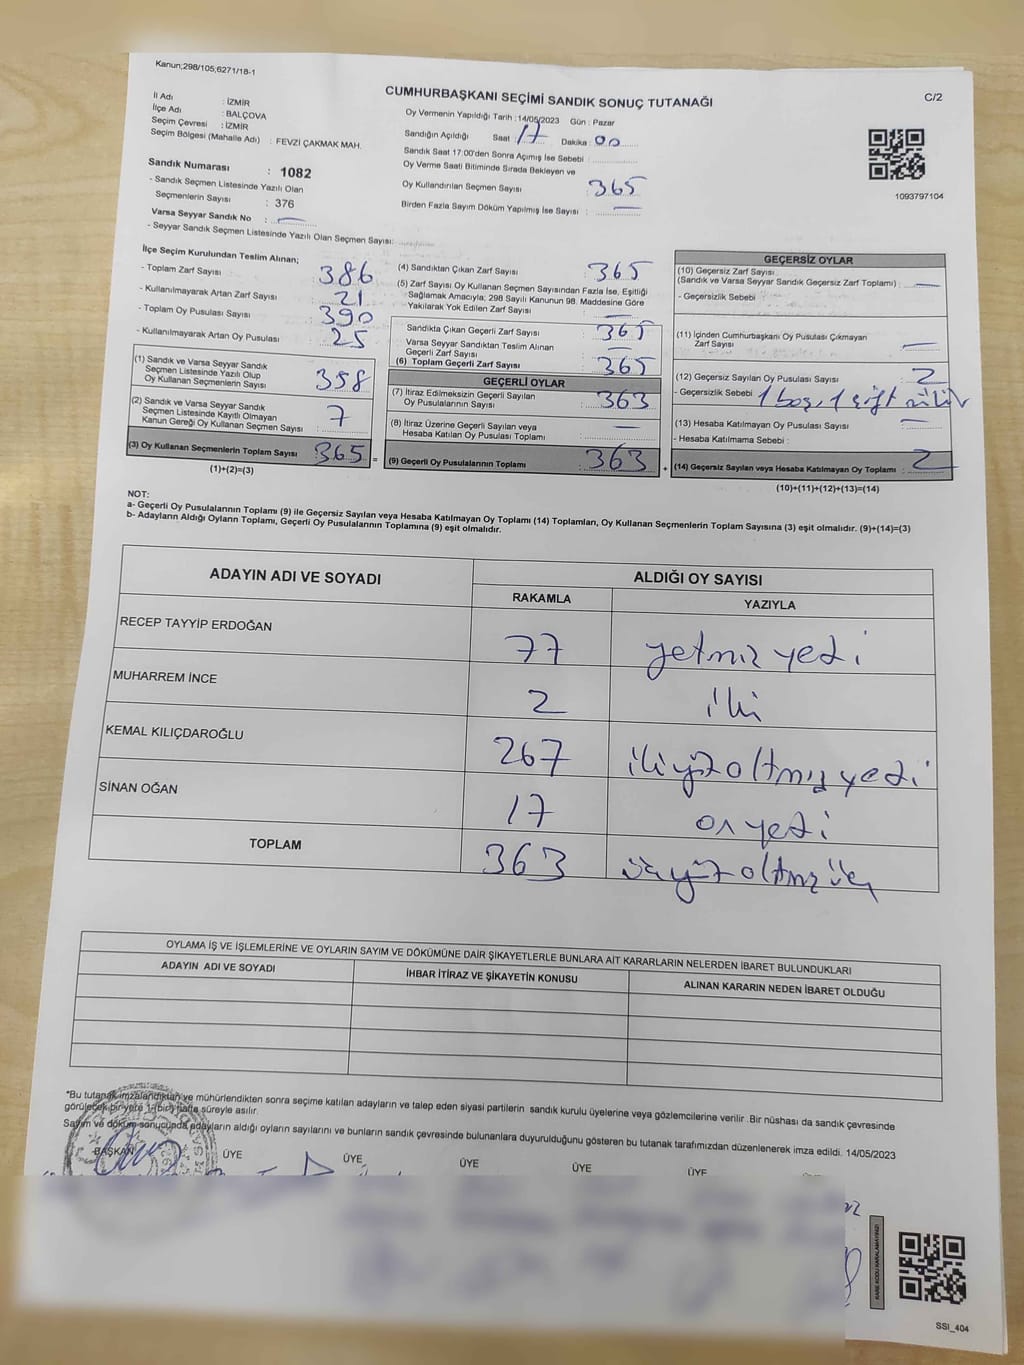 Kanun;298/105;6271/18-1
C/2
CUMHURBAŞKANI SEÇİMİ SANDIK SONUÇ TUTANAĞI
İl Adı : İZMİR
İlçe Adı : BALÇOVA
Seçim Çevresi : İZMİR
Seçim Bölgesi (Mahalle Adı) : FEVZİ ÇAKMAK MAH.
Sandık Numarası : 1082
- Sandık Seçmen Listesinde Yazılı Olan
Seçmenlerin Sayısı : 376
Varsa Seyyar Sandık No : —
- Seyyar Seçmen Listesinde Yazılı Olan Seçmen Sayısı:
Oy Vermenin Yapıldığı Tarih : 14/05/2023 Gün : Pazar
Sandığın Açıldığı Saat : 17 Dakika : 00
Sandık Saat 17:00'den Sonra Açımış İse Sebebi :
Oy Verme Saati Bitiminde Sırada Bekleyen ve
Oy Kullandırılan Seçmen Sayısı : 365
Birden Fazla Sayım Döküm Yapılmış İse Sayısı : —
1093797104
İlçe Seçim Kurulundan Teslim Alınan;
- Toplam Zarf Sayısı : 386
- Kullanılmayarak Artan Zarf Sayısı : 21
- Toplam Oy Pusulası Sayısı : 390
- Kullanılmayarak Artan Oy Pusulası : 25
(1) Sandık ve Varsa Seyyar Sandık
Seçmen Listesinde Yazılı Olup
Oy Kullanan Seçmenlerin Sayısı : 358
(2) Sandık ve Varsa Seyyar Sandık
Seçmen Listesinde Kayıtlı Olmayan
Kanun Gereği Oy Kullanan Seçmen Sayısı : 7
(3) Oy Kullanan Seçmenlerin Toplam Sayısı : 365 =
(1)+(2)=(3)
(4) Sandıktan Çıkan Zarf Sayısı : 365
(5) Zarf Sayısı Oy Kullanan Seçmen Sayısından Fazla İse, Eşitliği
Sağlamak Amacıyla; 298 Sayılı Kanunun 98. Maddesine Göre
Yakılarak Yok Edilen Zarf Sayısı : —
Sandıkta Çıkan Geçerli Zarf Sayısı : 365
Varsa Seyyar Sandıktan Teslim Alınan
Geçerli Zarf Sayısı : —
(6) Toplam Geçerli Zarf Sayısı : 365
GEÇERLİ OYLAR
(7) İtiraz Edilmeksizin Geçerli Sayılan
Oy Pusulalarının Sayısı : 363
(8) İtiraz Üzerine Geçerli Sayılan veya
Hesaba Katılan Oy Pusulası Toplamı : —
(9) Geçerli Oy Pusulalarının Toplamı : 363 +
GEÇERSİZ OYLAR
(10) Geçersiz Zarf Sayısı
(Sandık ve Varsa Seyyar Sandık Geçersiz Zarf Toplamı) : —
- Geçersizlik Sebebi :
(11) İçinden Cumhurbaşkanı Oy Pusulası Çıkmayan
Zarf Sayısı : —
(12) Geçersiz Sayılan Oy Pusulası Sayısı : 2
- Geçersizlik Sebebi : 1 boş, 1 çift mühür
(13) Hesaba Katılmayan Oy Pusulası Sayısı : —
- Hesaba Katılmama Sebebi :
(14) Geçersiz Sayılan veya Hesaba Katılmayan Oy Toplamı : 2
(10)+(11)+(12)+(13)=(14)
NOT:
a- Geçerli Oy Pusulalarının Toplamı (9) ile Geçersiz Sayılan veya Hesaba Katılmayan Oy Toplamı (14) Toplamları, Oy Kullanan Seçmenlerin Toplam Sayısına (3) eşit olmalıdır. (9)+(14)=(3)
b- Adayların Aldığı Oyların Toplamı, Geçerli Oy Pusulalarının Toplamına (9) eşit olmalıdır.
ADAYIN ADI VE SOYADI
ALDIĞI OY SAYISI
RAKAMLA YAZIYLA
RECEP TAYYİP ERDOĞAN 77 yetmiş yedi
MUHARREM İNCE 2 iki
KEMAL KILIÇDAROĞLU 267 ikiyüz altmış yedi
SİNAN OĞAN 17 on yedi
TOPLAM 363 üçyüz altmış üç
OYLAMA İŞ VE İŞLEMLERİNE VE OYLARIN SAYIM VE DÖKÜMÜNE DAİR ŞİKAYETLERLE BUNLARA AİT KARARLARIN NELERDEN İBARET BULUNDUKLARI
ADAYIN ADI VE SOYADI İHBAR İTİRAZ VE ŞİKAYETİN KONUSU ALINAN KARARIN NEDEN İBARET OLDUĞU
*Bu tutanak imzalandıktan ve mühürlendikten sonra seçime katılan adayların ve talep eden siyasi partilerin sandık kurulu üyelerine veya gözlemcilerine verilir. Bir nüshası da sandık çevresinde
görülecek bir yere 1 (bir) hafta süreyle asılır.
Sayım ve döküm sonucunda adayların aldığı oyların sayılarını ve bunların sandık çevresinde bulunanlara duyurulduğunu gösteren bu tutanak tarafımızdan düzenlenerek imza edildi. 14/05/2023
BAŞKAN ÜYE ÜYE ÜYE ÜYE ÜYE
KARE KODU KARALAMAYINIZ!
SSI_404